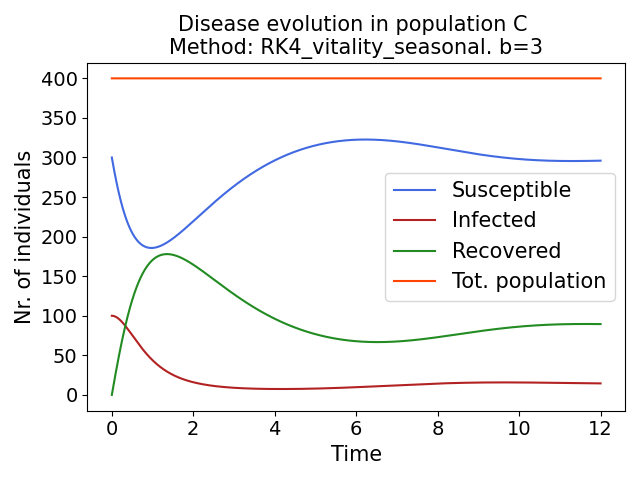 Disease evolution in population C
Method: RK4_vitality_seasonal. b=3
Nr. of individuals
400
350
300
250
200
150
100
50
0
Susceptible
Infected
Recovered
Tot. population
0 2 4 6 8 10 12
Time